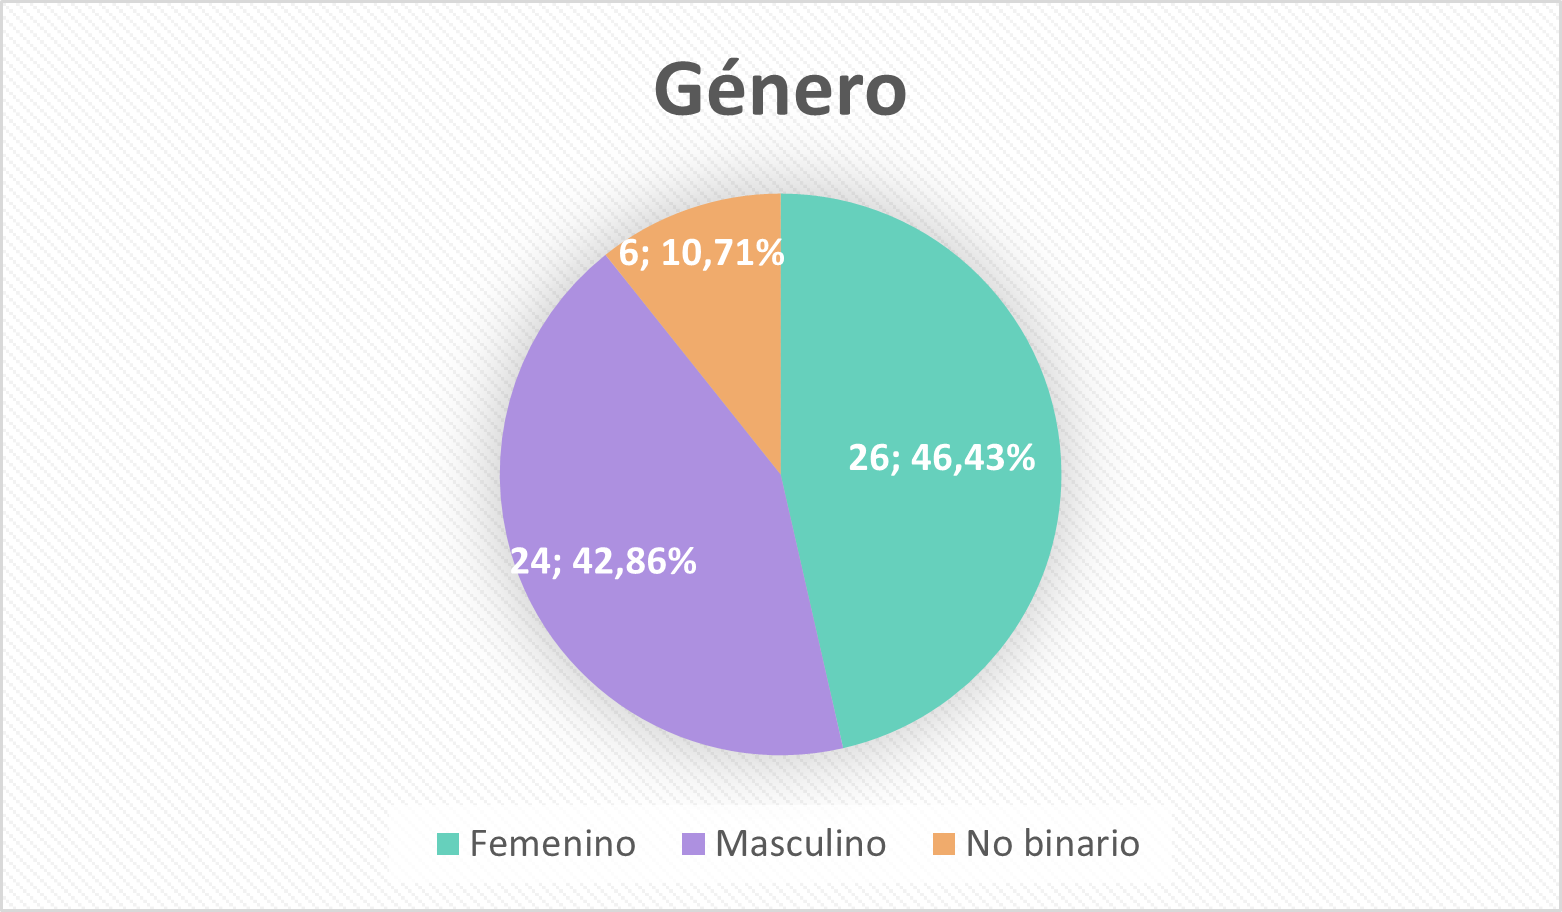 Género
6; 10,71%
26; 46,43%
24; 42,86%
Femenino Masculino No binario